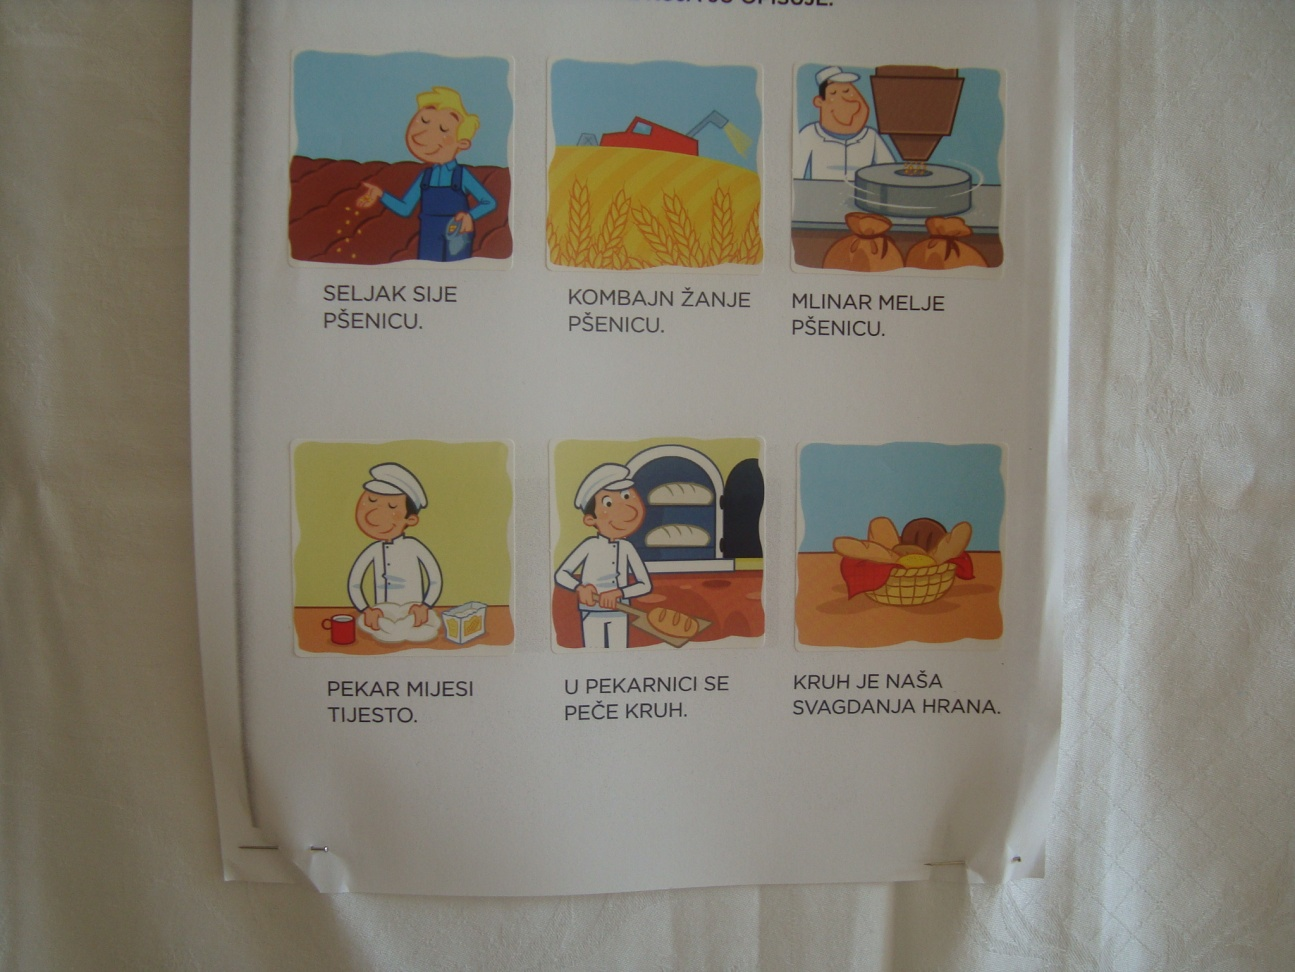 OPISUJE.
SELJAK SIJE
PŠENICU.
KOMBAJN ŽANJE
PŠENICU.
MLINAR MELJE
PŠENICU.
PEKAR MIJESI
TIJESTO.
U PEKARNICI SE
PEČE KRUH.
KRUH JE NAŠA
SVAGDANJA HRANA.